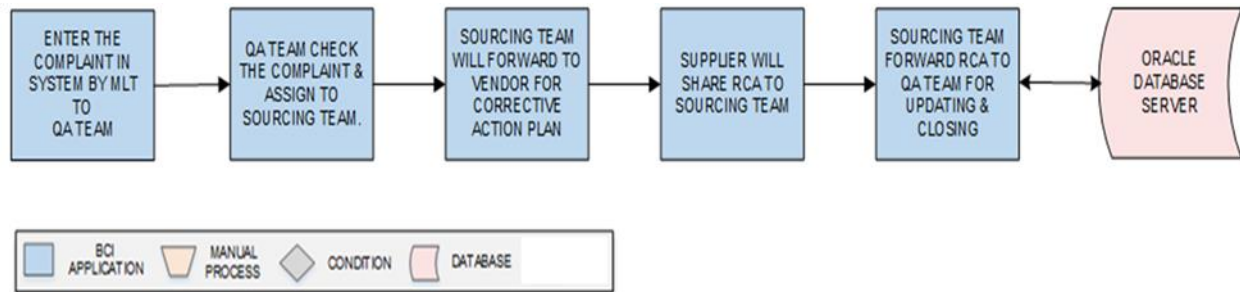 ENTER THE
COMPLAINT IN
SYSTEM BY MLT
TO
QA TEAM
QA TEAM CHECK
THE COMPLAINT &
ASSIGN TO
SOURCING TEAM.
SOURCING TEAM
WILL FORWARD TO
VENDOR FOR
CORRECTIVE
ACTION PLAN
SUPPLIER WILL
SHARE RCA TO
SOURCING TEAM
SOURCING TEAM
FORWARD RCA TO
QA TEAM FOR
UPDATING &
CLOSING
ORACLE
DATABASE
SERVER
BCI
APPLICATION
MANUAL
PROCESS
CONDITION
DATABASE